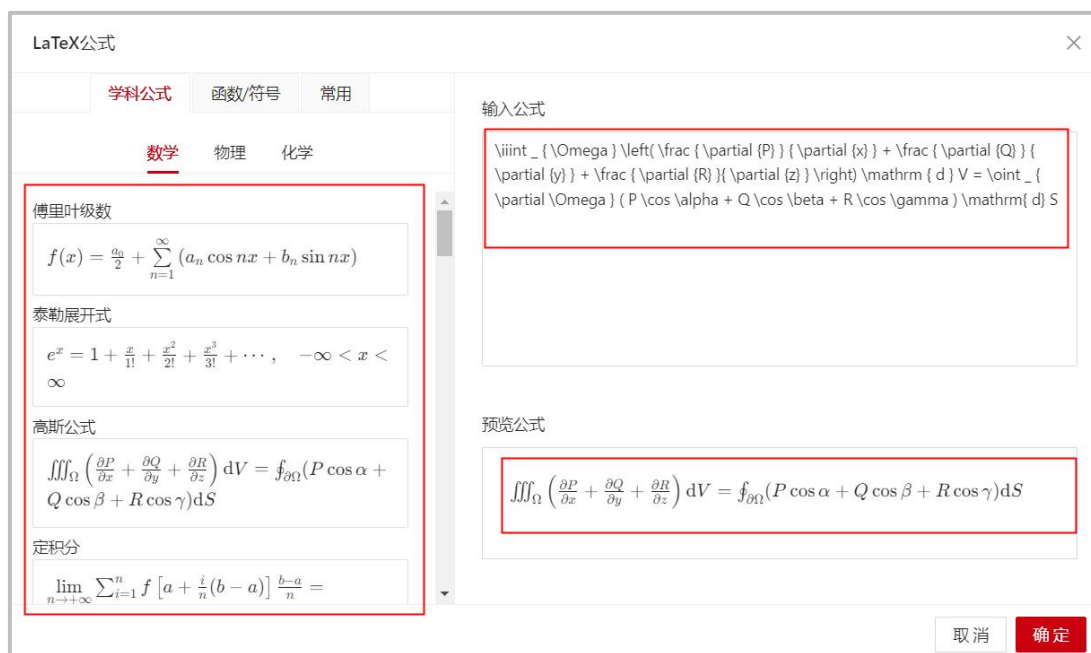 LaTeX公式
学科公式 函数/符号 常用
数学 物理 化学
傅里叶级数
f(x) = \frac{a_0}{2} + \sum_{n=1}^{\infty} (a_n \cos nx + b_n \sin nx)
泰勒展开式
e^x = 1 + \frac{x}{1!} + \frac{x^2}{2!} + \frac{x^3}{3!} + \cdots , \quad -\infty < x <
\infty
高斯公式
\iiint_{\Omega} \left( \frac{\partial P}{\partial x} + \frac{\partial Q}{\partial y} + \frac{\partial R}{\partial z} \right) \mathrm{d}V = \oint_{\partial \Omega} (P \cos \alpha +
Q \cos \beta + R \cos \gamma) \mathrm{d}S
定积分
\lim_{n \to +\infty} \sum_{i=1}^{n} f \left[ a + \frac{i}{n} (b - a) \right] \frac{b-a}{n} =
输入公式
\iiint _ { \Omega } \left( \frac { \partial {P} } { \partial {x} } + \frac { \partial {Q} } {
\partial {y} } + \frac { \partial {R} }{ \partial {z} } \right) \mathrm { d } V = \oint _ {
\partial \Omega } ( P \cos \alpha + Q \cos \beta + R \cos \gamma ) \mathrm{ d} S
预览公式
\iiint_{\Omega} \left( \frac{\partial P}{\partial x} + \frac{\partial Q}{\partial y} + \frac{\partial R}{\partial z} \right) \mathrm{d}V = \oint_{\partial \Omega} (P \cos \alpha + Q \cos \beta + R \cos \gamma) \mathrm{d}S
取消 确定